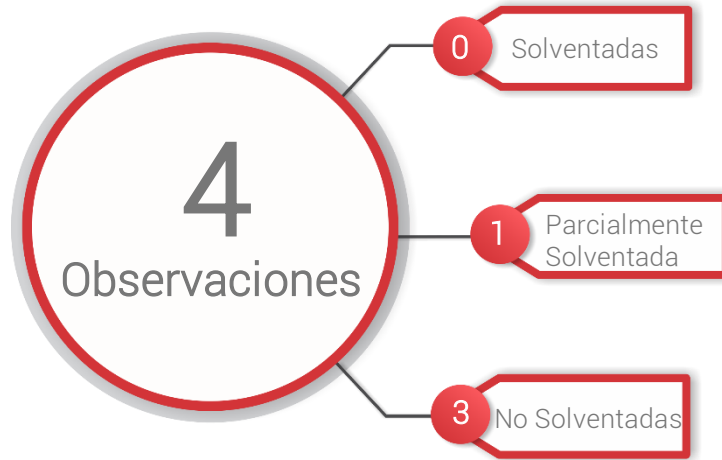 4
Observaciones
0
Solventadas
1
Parcialmente
Solventada
3
No Solventadas